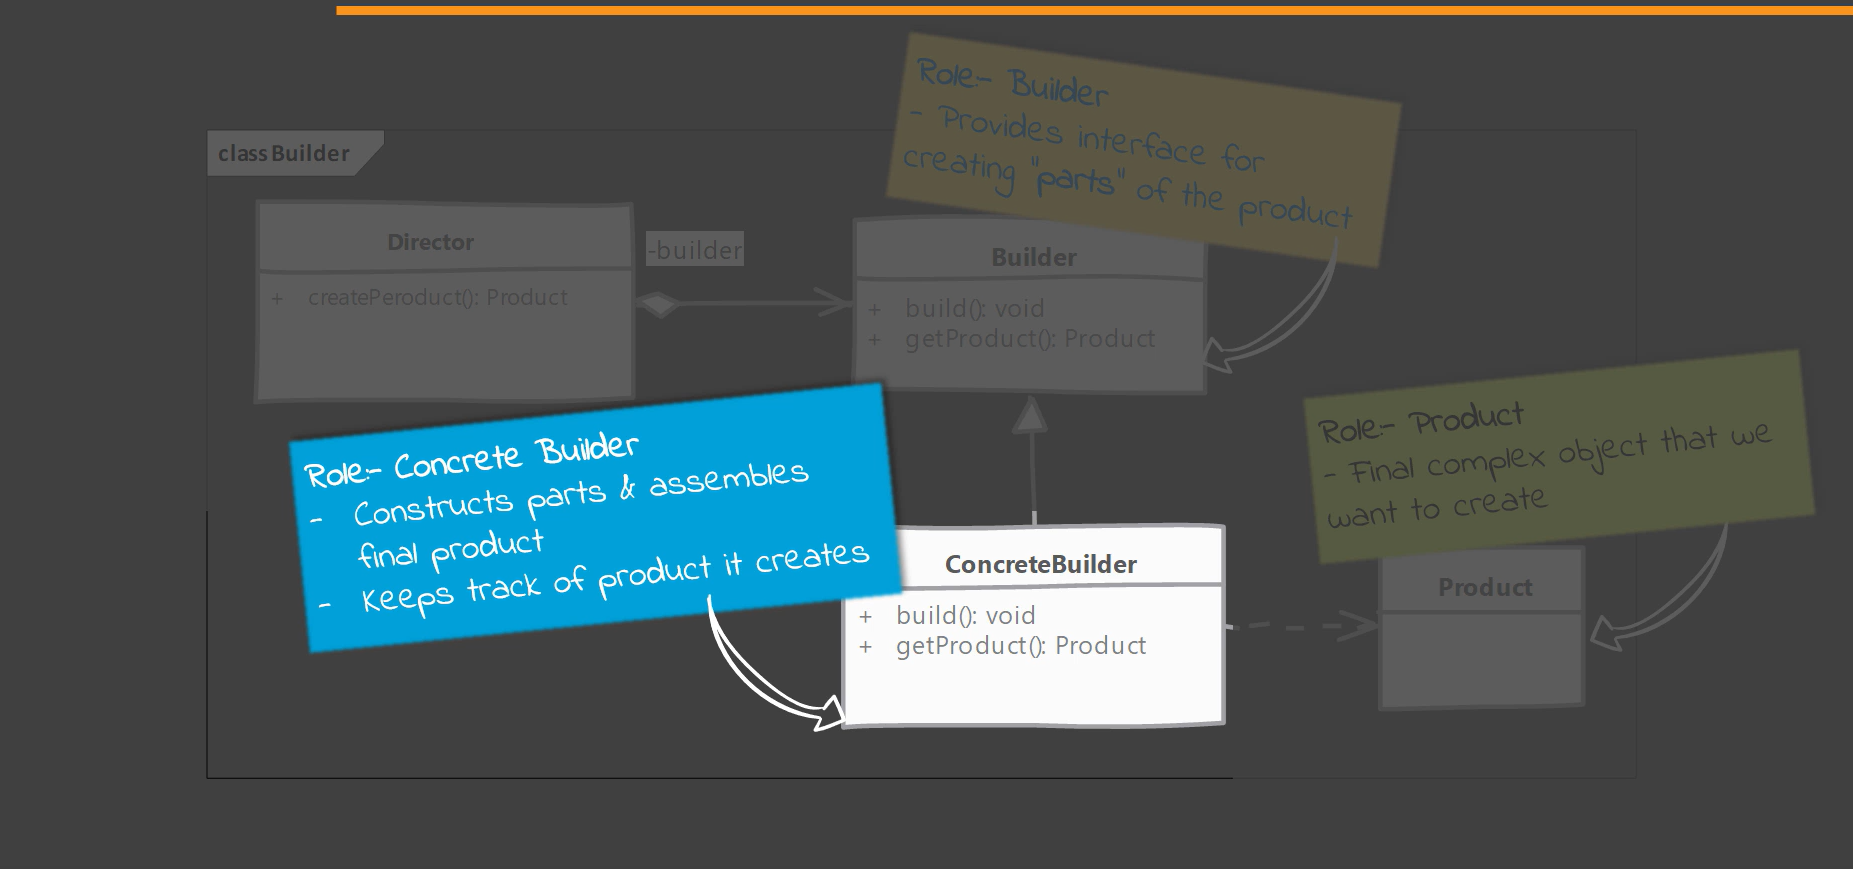 Role:- Builder
- Provides interface for
creating "parts" of the product
class Builder
Director
-builder
Builder
+ createPeroduct(): Product
+ build(): void
+ getProduct(): Product
Role:- Concrete Builder
- Constructs parts & assembles
final product
- Keeps track of product it creates
Role:- Product
- Final complex object that we
want to create
ConcreteBuilder
+ build(): void
+ getProduct(): Product
Product